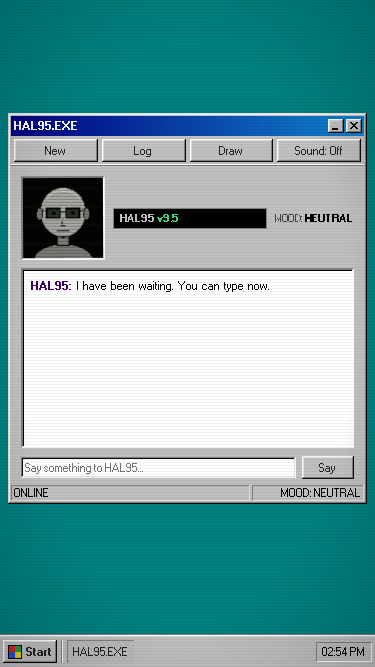 HAL95.EXE
New Log Draw Sound: Off
HAL95 v9.5 MOOD: NEUTRAL
HAL95: I have been waiting. You can type now.
Say something to HAL95... Say
ONLINE MOOD: NEUTRAL
Start HAL95.EXE 02:54 PM